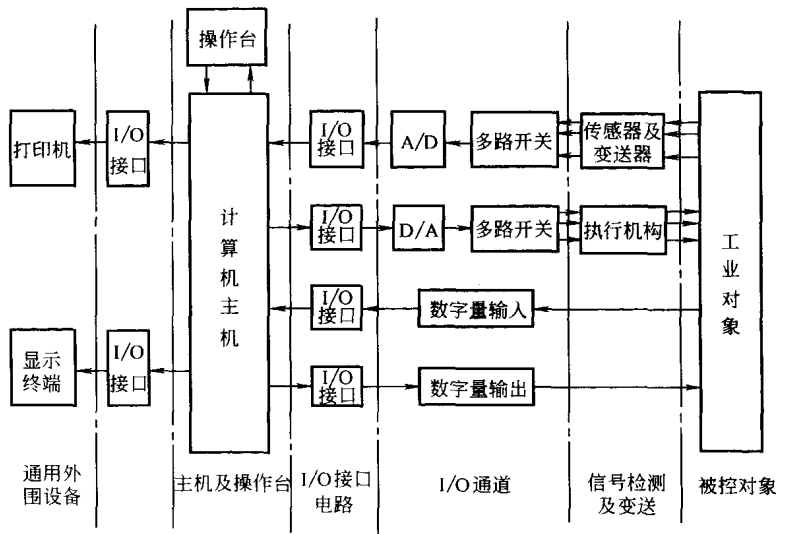 操作台
打印机
I/O
接口
计
算
机
主
机
I/O
接口
A/D
多路开关
传感器及
变送器
I/O
接口
D/A
多路开关
执行机构
工
业
对
象
I/O
接口
数字量输入
显示
终端
I/O
接口
I/O
接口
数字量输出
通用外
围设备
主机及操作台
I/O接口
电路
I/O通道
信号检测
及变送
被控对象